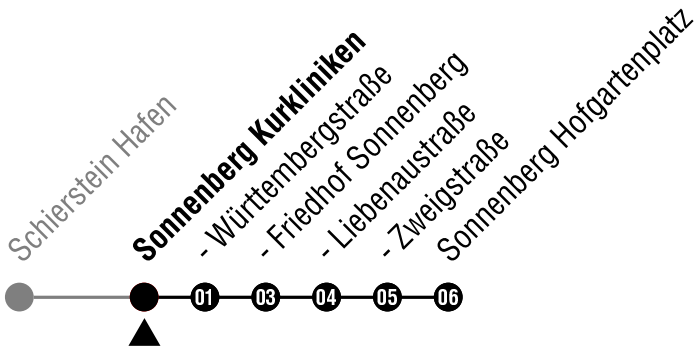 Schierstein Hafen
Sonnenberg Kurkliniken
- Württembergstraße
- Friedhof Sonnenberg
- Liebenaustraße
- Zweigstraße
Sonnenberg Hofgartenplatz
01 03 04 05 06